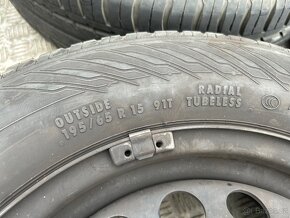 OUTSIDE
195/65 R 15 91T
RADIAL
TUBELESS